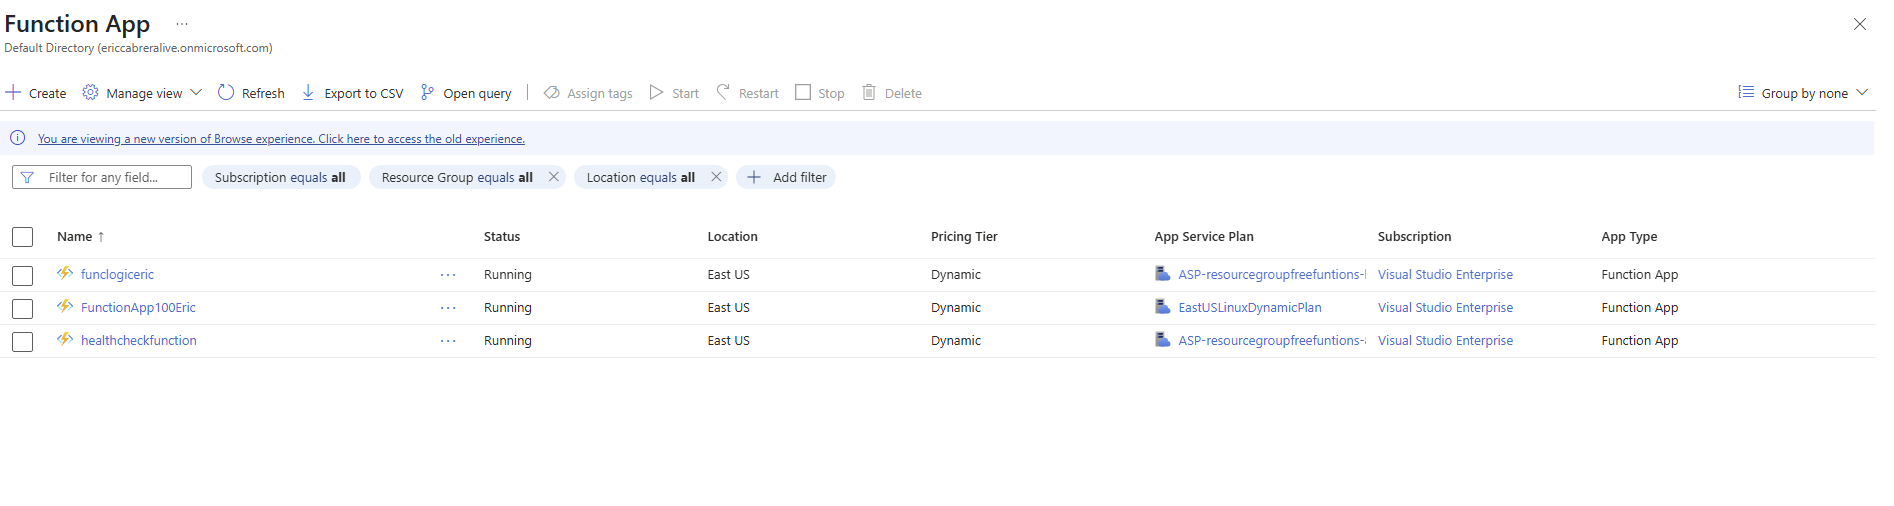 Function App ...
Default Directory (ericcabreralive.onmicrosoft.com)
Create Manage view Refresh Export to CSV Open query Assign tags Start Restart Stop Delete Group by none
You are viewing a new version of Browse experience. Click here to access the old experience.
Filter for any field... Subscription equals all Resource Group equals all Location equals all Add filter
Name ↑ Status Location Pricing Tier App Service Plan Subscription App Type
funclogiceric ... Running East US Dynamic ASP-resourcegroupfreefuntions- Visual Studio Enterprise Function App
FunctionApp100Eric ... Running East US Dynamic EastUSLinuxDynamicPlan Visual Studio Enterprise Function App
healthcheckfunction ... Running East US Dynamic ASP-resourcegroupfreefuntions- Visual Studio Enterprise Function App